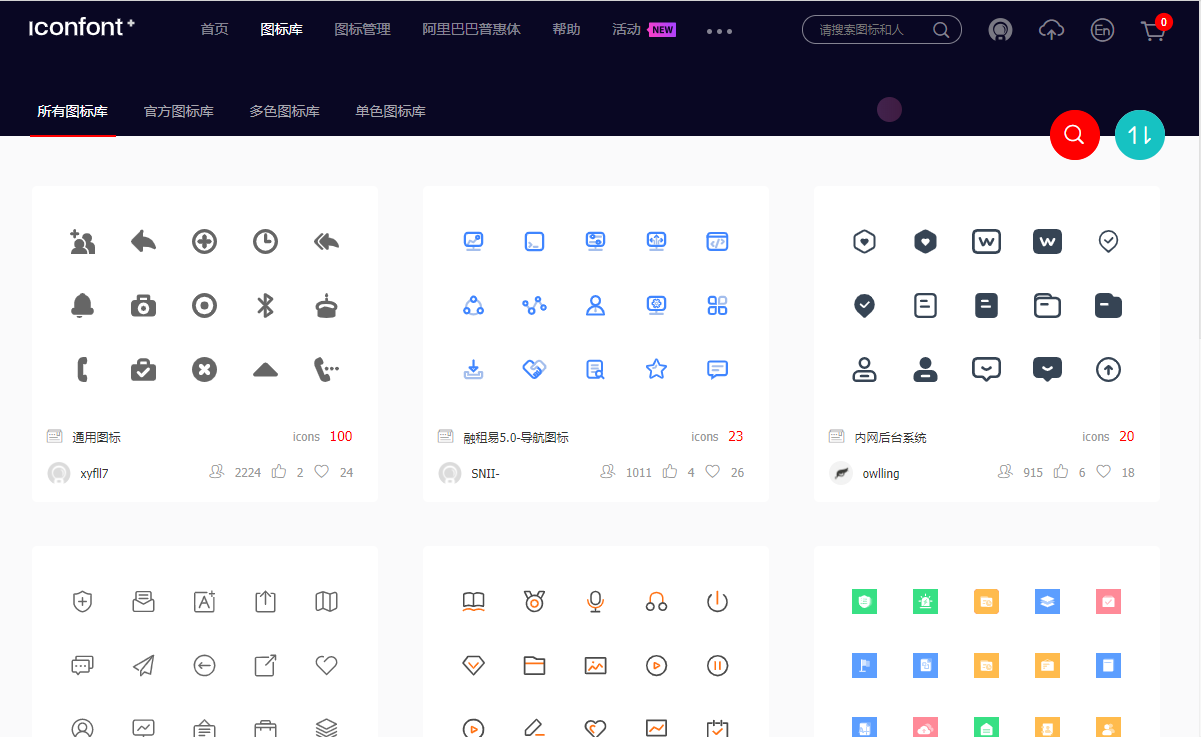 iconfont+
首页 图标库 图标管理 阿里巴巴普惠体 帮助 活动 NEW 请搜索图标和人 En 0
所有图标库 官方图标库 多色图标库 单色图标库
通用图标 icons 100
xyfll7 2224 2 24
融租易5.0-导航图标 icons 23
SNII- 1011 4 26
内网后台系统 icons 20
owlling 915 6 18